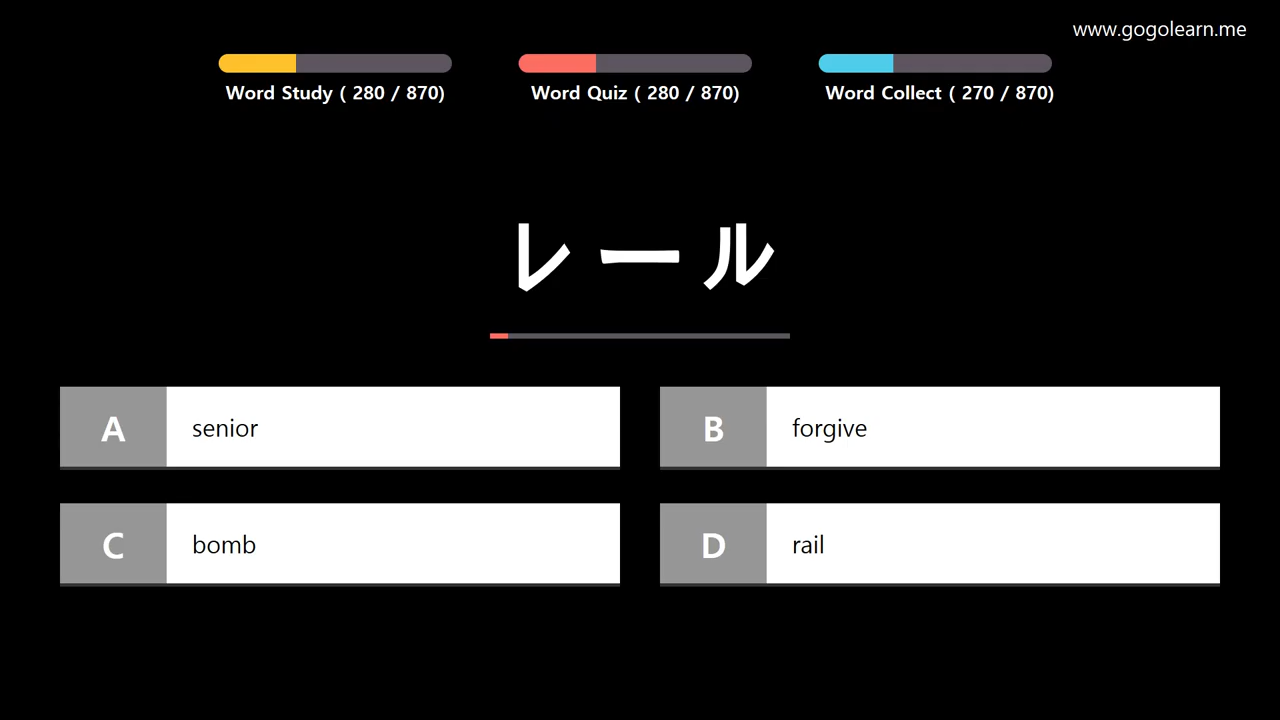 www.gogolearn.me
Word Study ( 280 / 870)
Word Quiz ( 280 / 870)
Word Collect ( 270 / 870)
レール
A senior
B forgive
C bomb
D rail